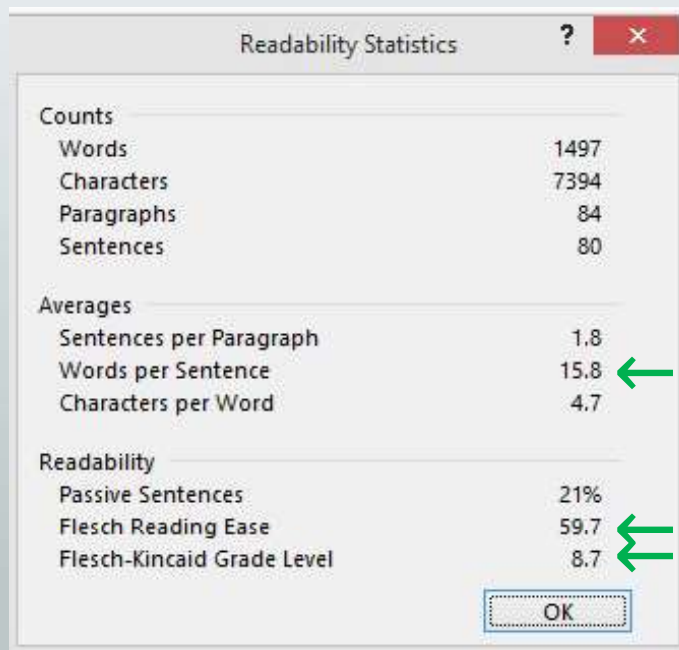 Readability Statistics ? ×
Counts
Words 1497
Characters 7394
Paragraphs 84
Sentences 80
Averages
Sentences per Paragraph 1.8
Words per Sentence 15.8
Characters per Word 4.7
Readability
Passive Sentences 21%
Flesch Reading Ease 59.7
Flesch-Kincaid Grade Level 8.7
OK